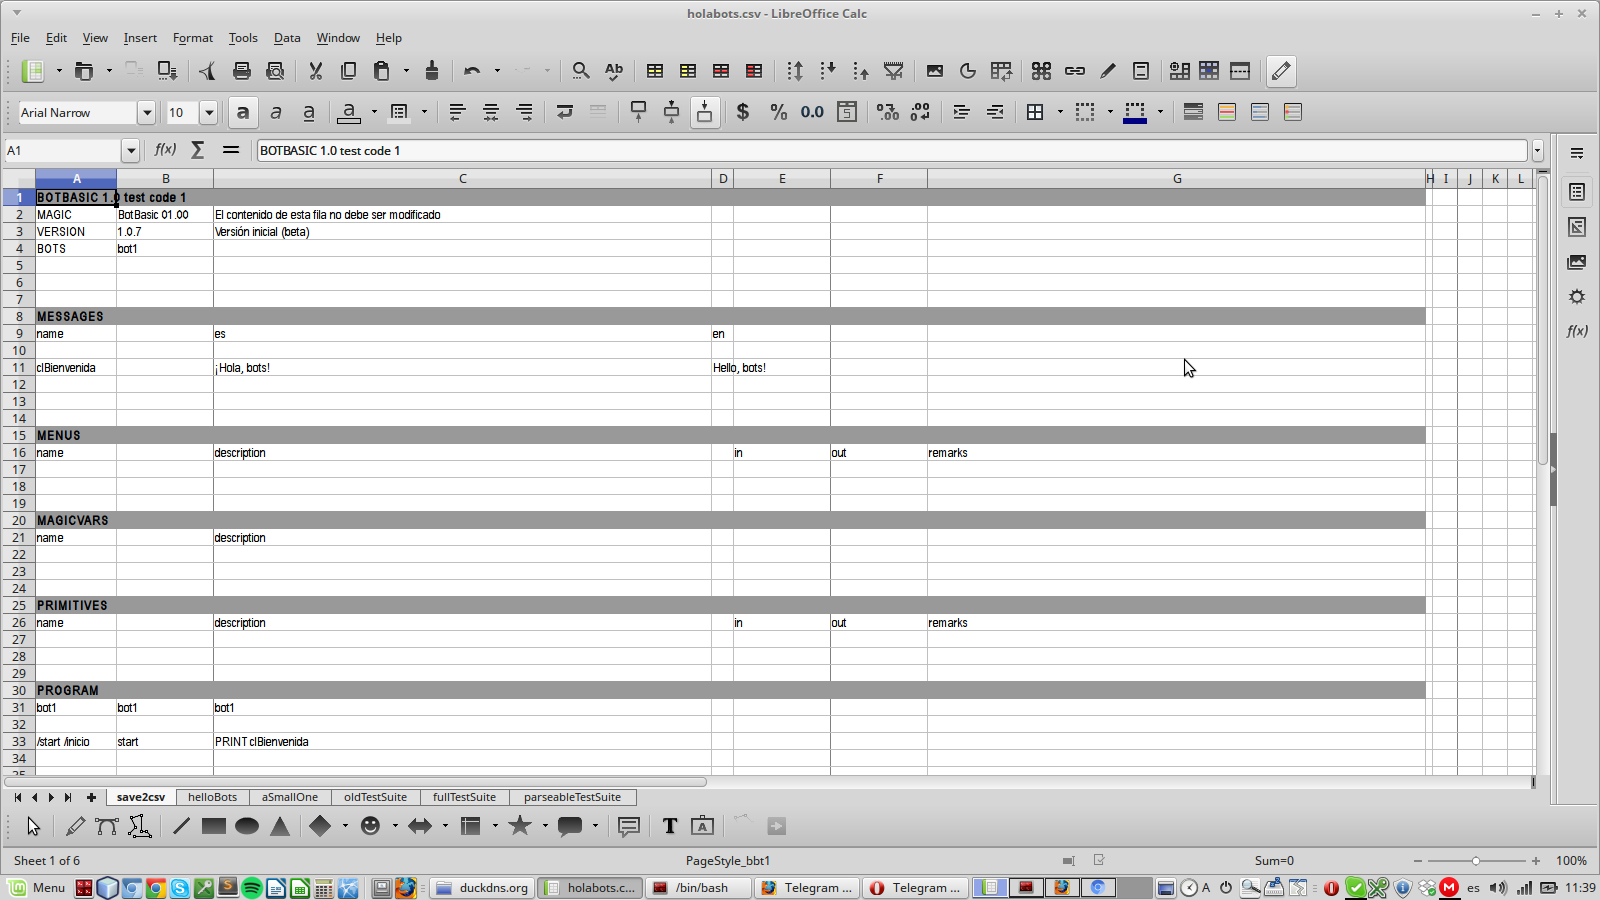 holabots.csv - LibreOffice Calc
File Edit View Insert Format Tools Data Window Help
Arial Narrow 10 a a a a $ % 0.0
A1 f(x) Σ = BOTBASIC 1.0 test code 1
A B C D E F G H I J K L
1 BOTBASIC 1.0 test code 1
2 MAGIC BotBasic 01.00 El contenido de esta fila no debe ser modificado
3 VERSION 1.0.7 Versión inicial (beta)
4 BOTS bot1
5
6
7
8 MESSAGES
9 name es en
10
11 clBienvenida ¡Hola, bots! Hello, bots!
12
13
14
15 MENUS
16 name description in out remarks
17
18
19
20 MAGICVARS
21 name description
22
23
24
25 PRIMITIVES
26 name description in out remarks
27
28
29
30 PROGRAM
31 bot1 bot1 bot1
32
33 /start /inicio start PRINT clBienvenida
34
35
save2csv helloBots aSmallOne oldTestSuite fullTestSuite parseableTestSuite
Sheet 1 of 6 PageStyle_bbt1 Sum=0 100%
Menu duckdns.org holabots.c... /bin/bash Telegram ... Telegram ... A es 11:39